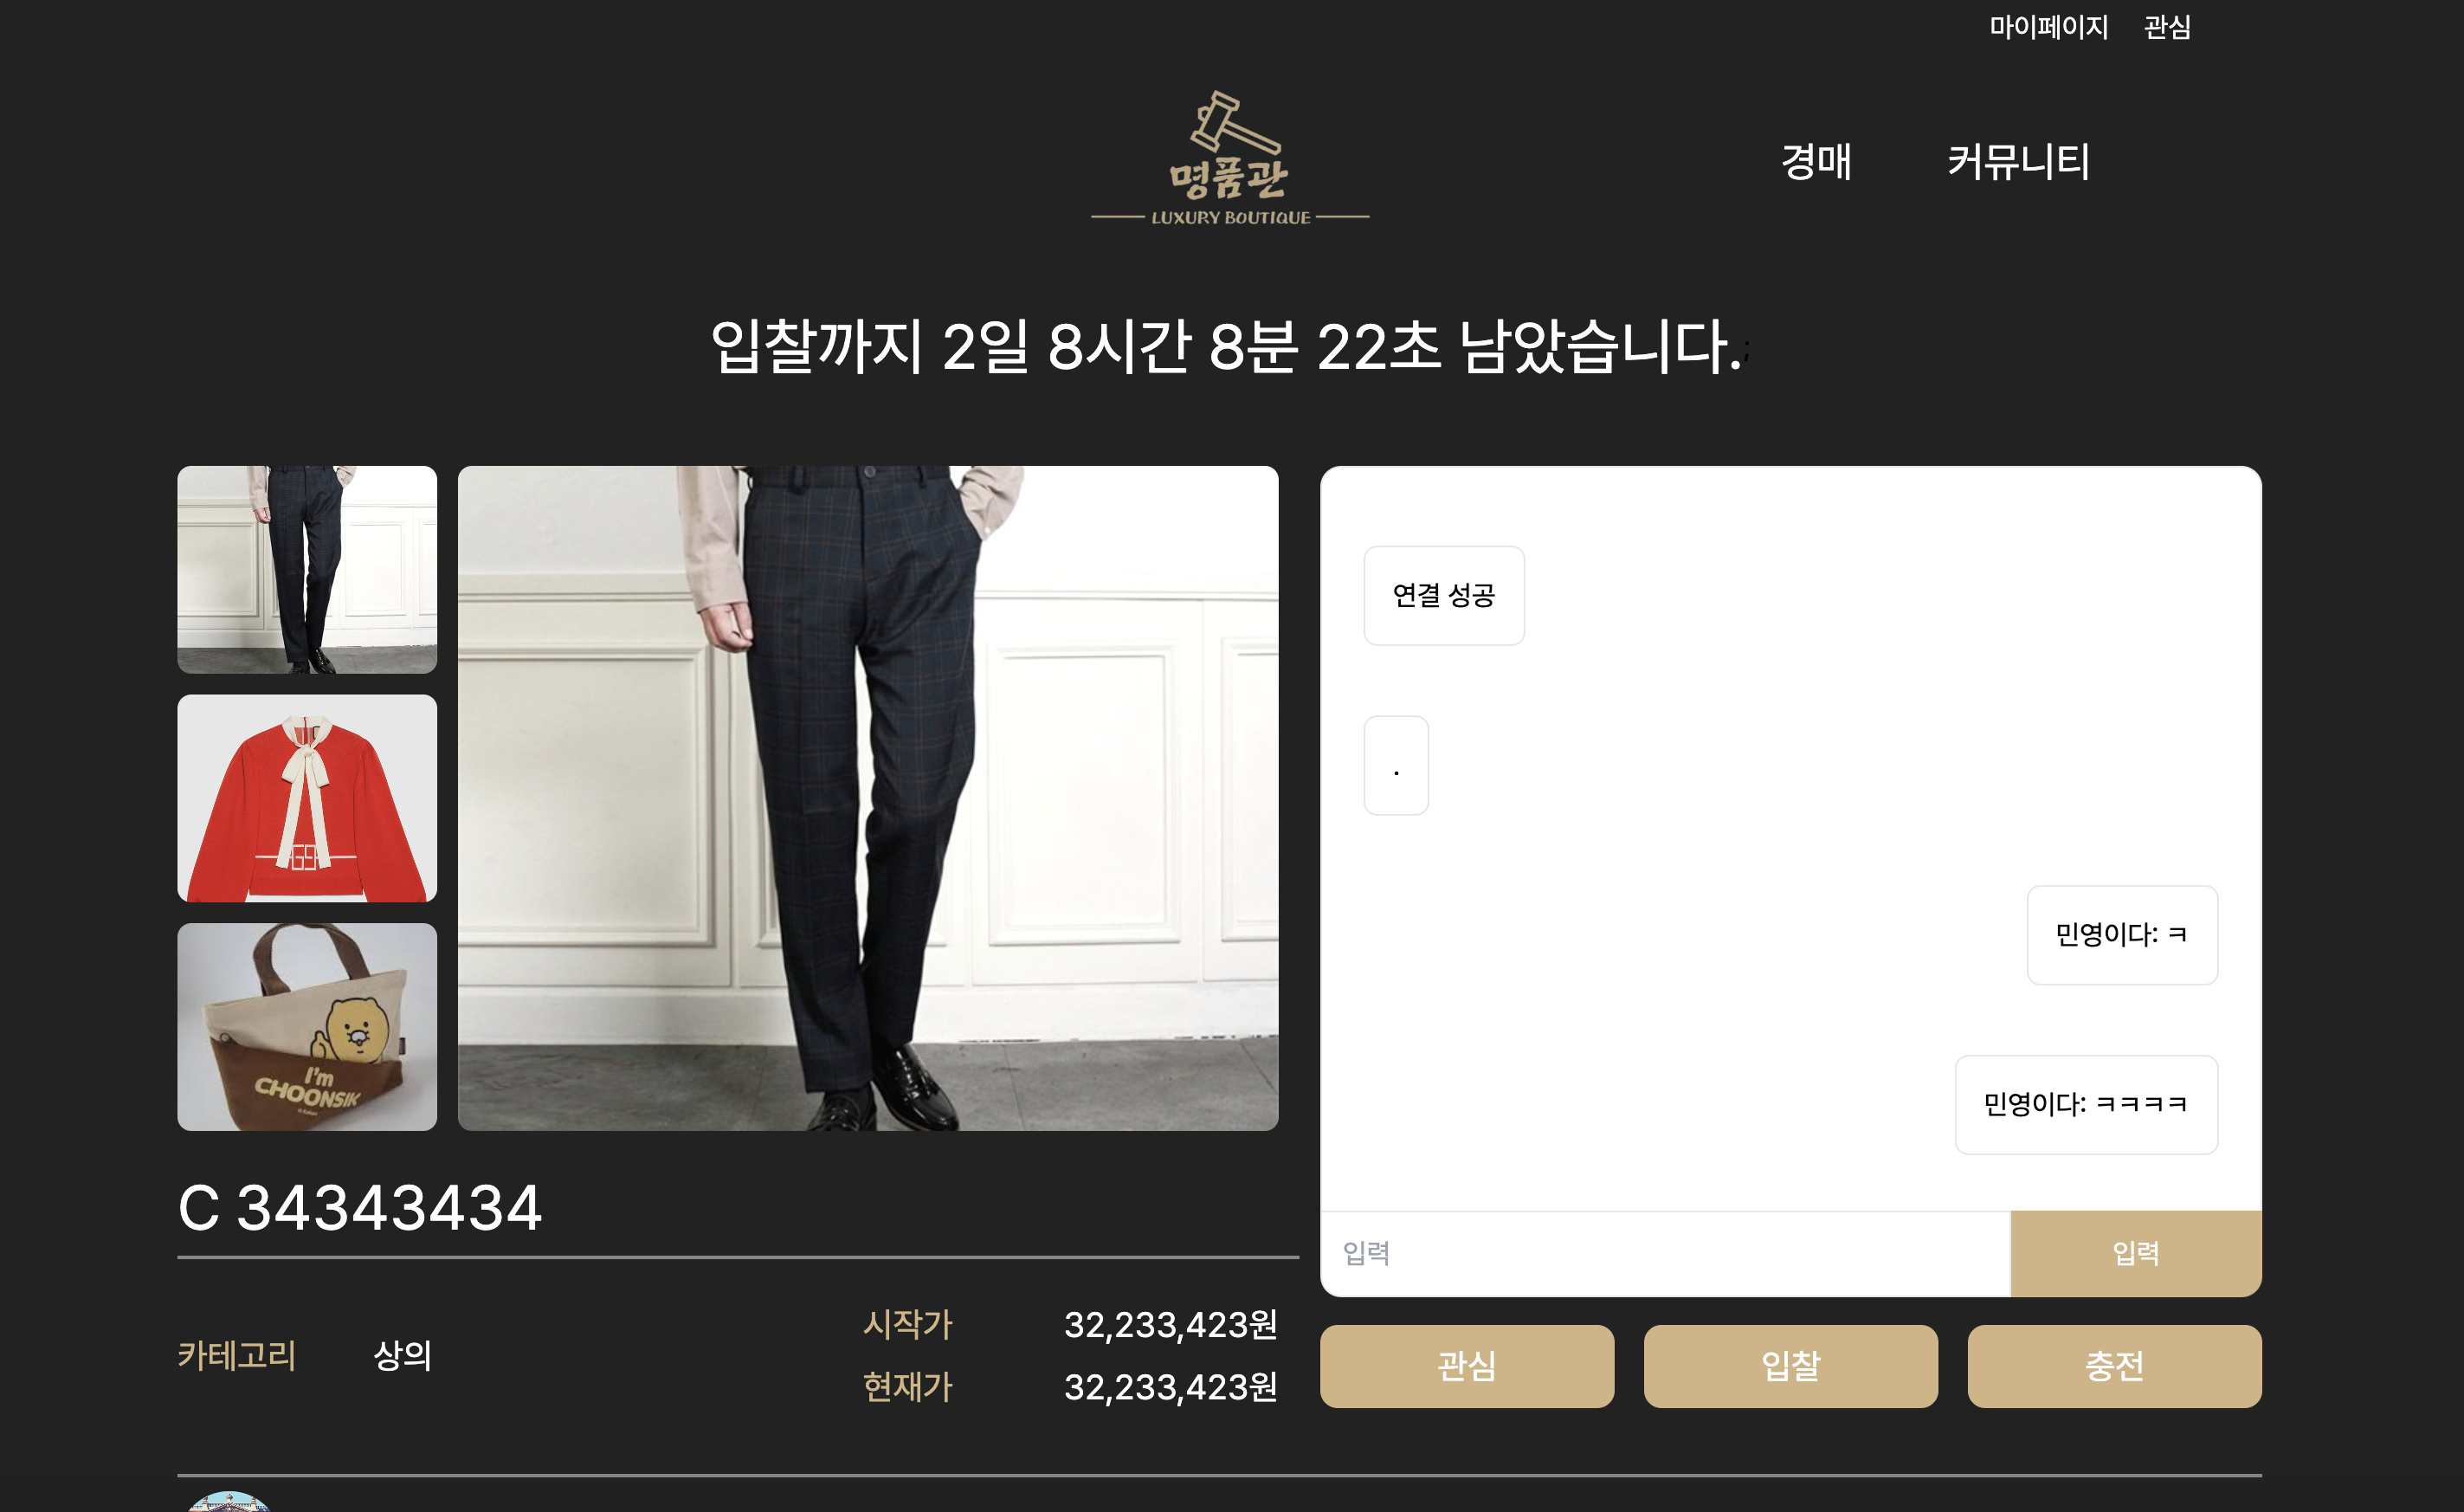 마이페이지 관심
명품관
LUXURY BOUTIQUE
경매 커뮤니티
입찰까지 2일 8시간 8분 22초 남았습니다.;
연결 성공
.
민영이다: ㅋ
민영이다: ㅋㅋㅋㅋ
입력 입력
I'm
CHOONSIK
C 34343434
카테고리 상의
시작가 32,233,423원
현재가 32,233,423원
관심 입찰 충전